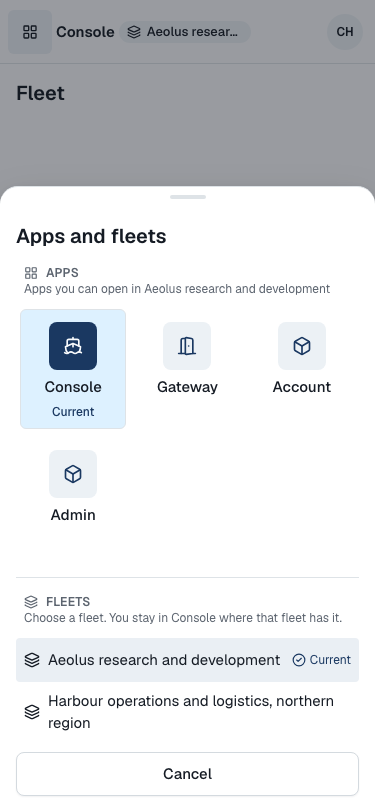 Console
Aeolus resear...
CH
Fleet
Apps and fleets
APPS
Apps you can open in Aeolus research and development
Console
Gateway
Account
Current
Admin
FLEETS
Choose a fleet. You stay in Console where that fleet has it.
Aeolus research and development
Current
Harbour operations and logistics, northern
region
Cancel